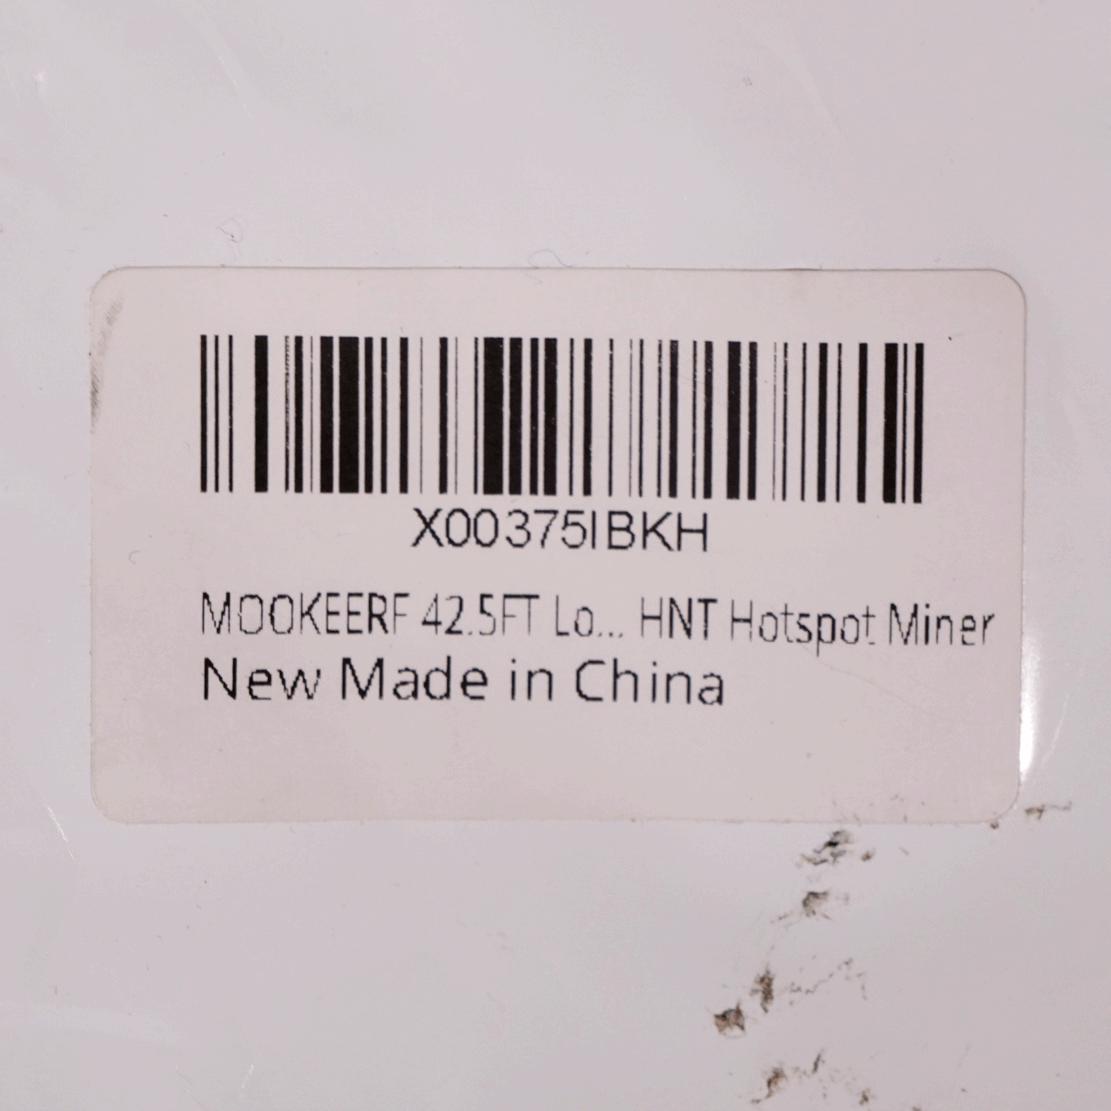 X00375IBKH
MOOKEERF 42.5FT Lo... HNT Hotspot Miner
New Made in China